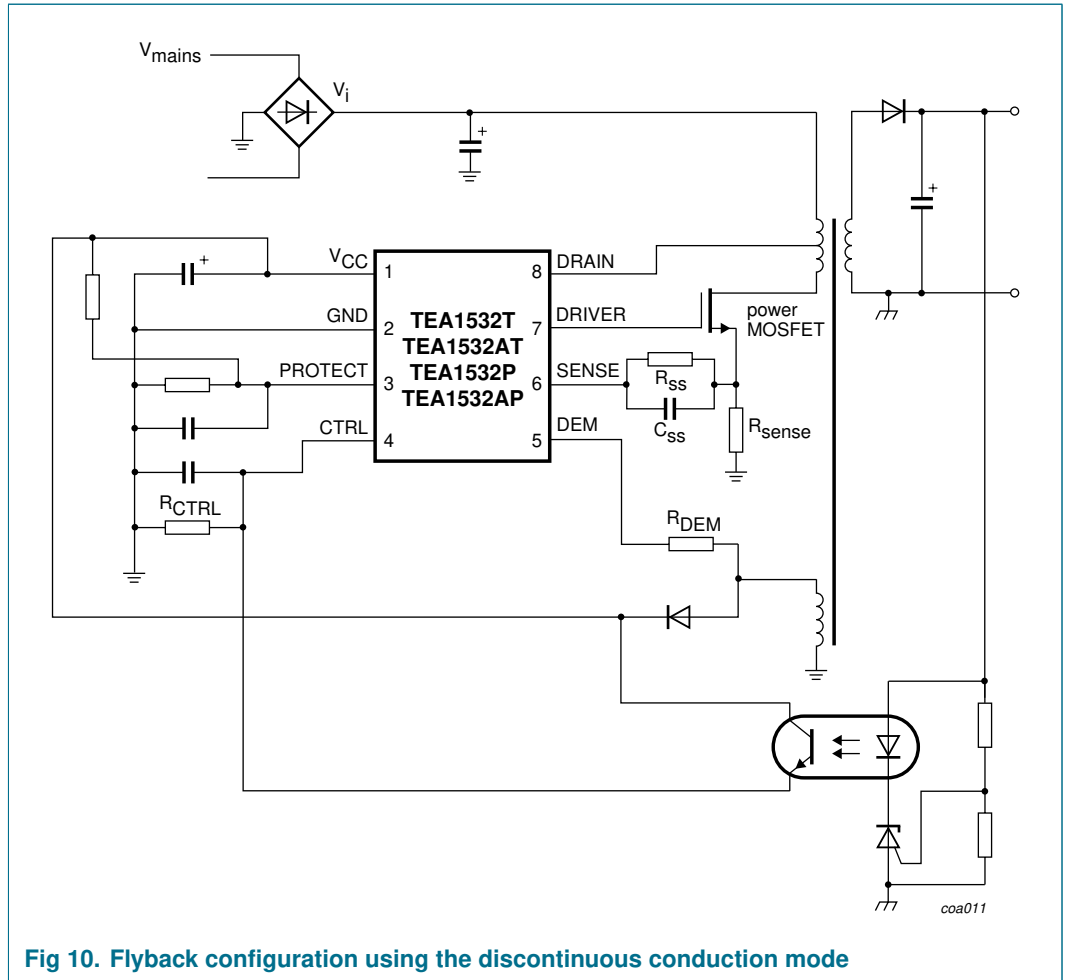 Vmains
Vi
VCC
1
GND
2
PROTECT
3
CTRL
4
TEA1532T
TEA1532AT
TEA1532P
TEA1532AP
8
DRAIN
7
DRIVER
6
SENSE
5
DEM
power
MOSFET
Rss
Css
Rsense
RCTRL
RDEM
+
+
+
coa011
Fig 10. Flyback configuration using the discontinuous conduction mode